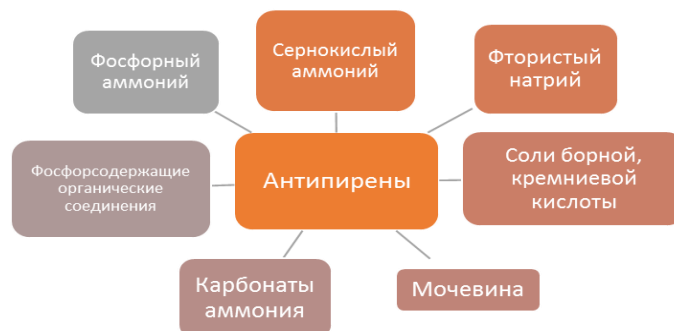 Фосфорный
аммоний
Сернокислый
аммоний
Фтористый
натрий
Фосфорсодержащие
органические
соединения
Антипирены
Соли борной,
кремниевой
кислоты
Карбонаты
аммония
Мочевина